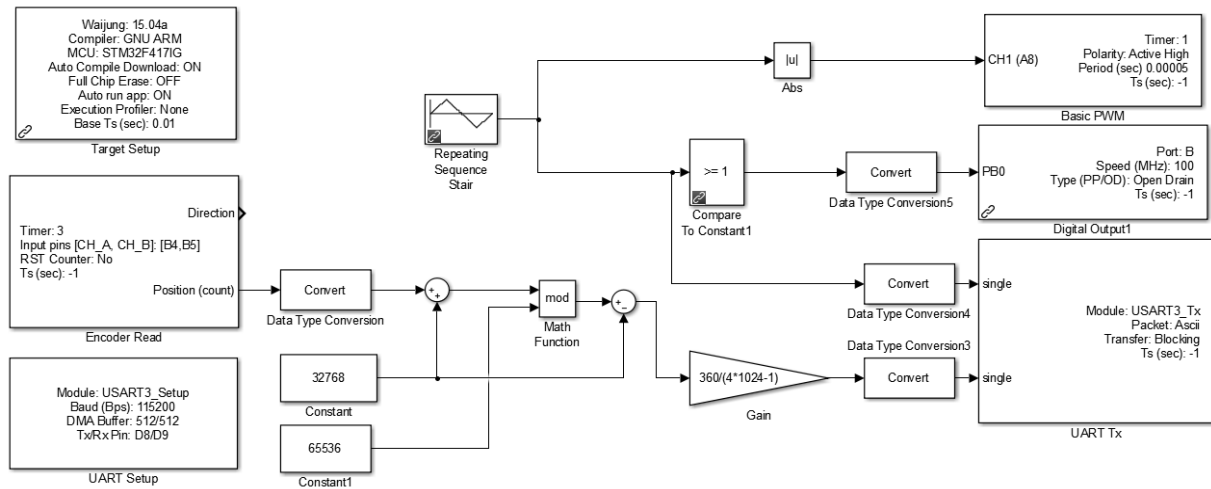 Waijung: 15.04a
Compiler: GNU ARM
MCU: STM32F417IG
Auto Compile Download: ON
Full Chip Erase: OFF
Auto run app: ON
Execution Profiler: None
Base Ts (sec): 0.01
Target Setup
Repeating
Sequence
Stair
|u|
Abs
CH1 (A8)
Timer: 1
Polarity: Active High
Period (sec) 0.00005
Ts (sec): -1
Basic PWM
>= 1
Compare
To Constant1
Convert
Data Type Conversion5
PB0
Port: B
Speed (MHz): 100
Type (PP/OD): Open Drain
Ts (sec): -1
Digital Output1
Direction
Timer: 3
Input pins [CH_A, CH_B]: [B4,B5]
RST Counter: No
Ts (sec): -1
Position (count)
Encoder Read
Convert
Data Type Conversion
+
+
mod
Math
Function
+
−
Convert
Data Type Conversion4
single
Module: USART3_Tx
Packet: Ascii
Transfer: Blocking
Ts (sec): -1
single
UART Tx
Data Type Conversion3
Convert
360/(4*1024-1)
Gain
32768
Constant
65536
Constant1
Module: USART3_Setup
Baud (Bps): 115200
DMA Buffer: 512/512
Tx/Rx Pin: D8/D9
UART Setup